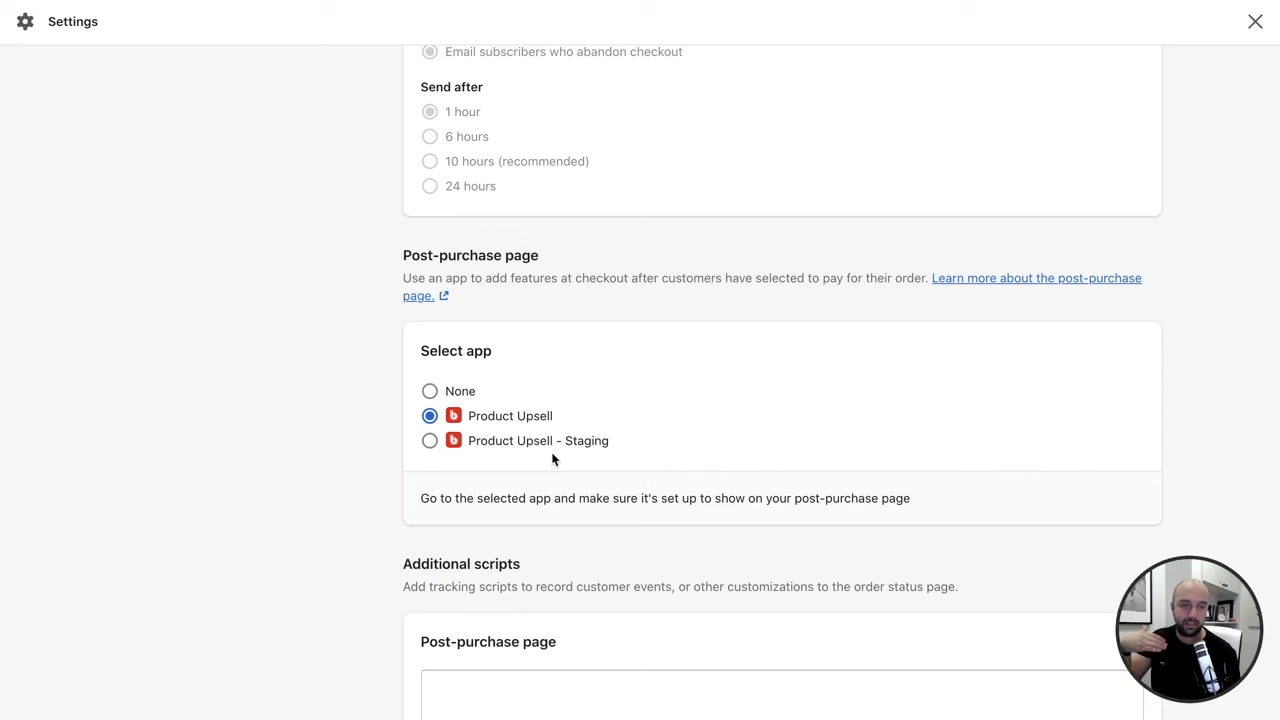 Settings
Email subscribers who abandon checkout
Send after
1 hour
6 hours
10 hours (recommended)
24 hours
Post-purchase page
Use an app to add features at checkout after customers have selected to pay for their order. Learn more about the post-purchase
page.
Select app
None
b Product Upsell
b Product Upsell - Staging
Go to the selected app and make sure it's set up to show on your post-purchase page
Additional scripts
Add tracking scripts to record customer events, or other customizations to the order status page.
Post-purchase page